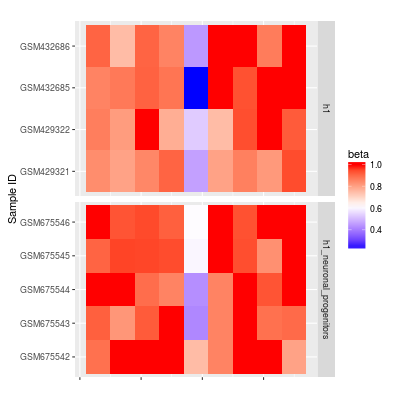 GSM432686
GSM432685
GSM429322
GSM429321
h1
GSM675546
GSM675545
GSM675544
GSM675543
GSM675542
h1_neuronal_progenitors
Sample ID
beta
1.0
0.8
0.6
0.4